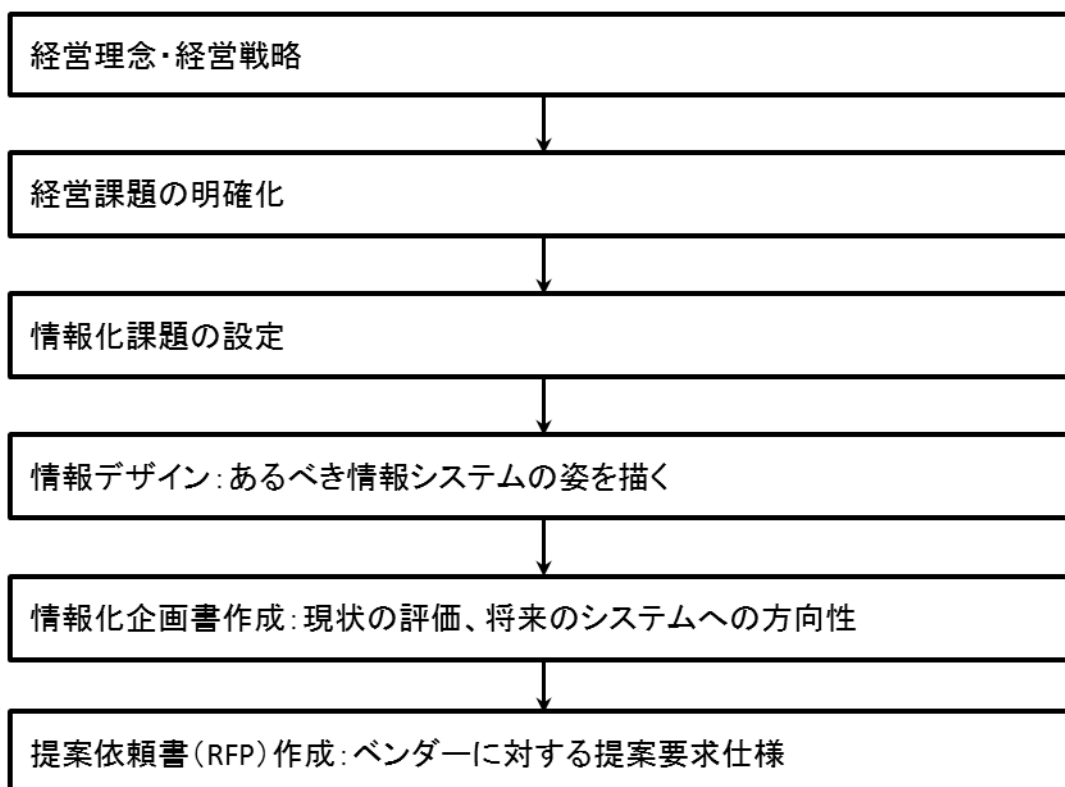 経営理念・経営戦略
経営課題の明確化
情報化課題の設定
情報デザイン：あるべき情報システムの姿を描く
情報化企画書作成：現状の評価、将来のシステムへの方向性
提案依頼書（RFP）作成：ベンダーに対する提案要求仕様